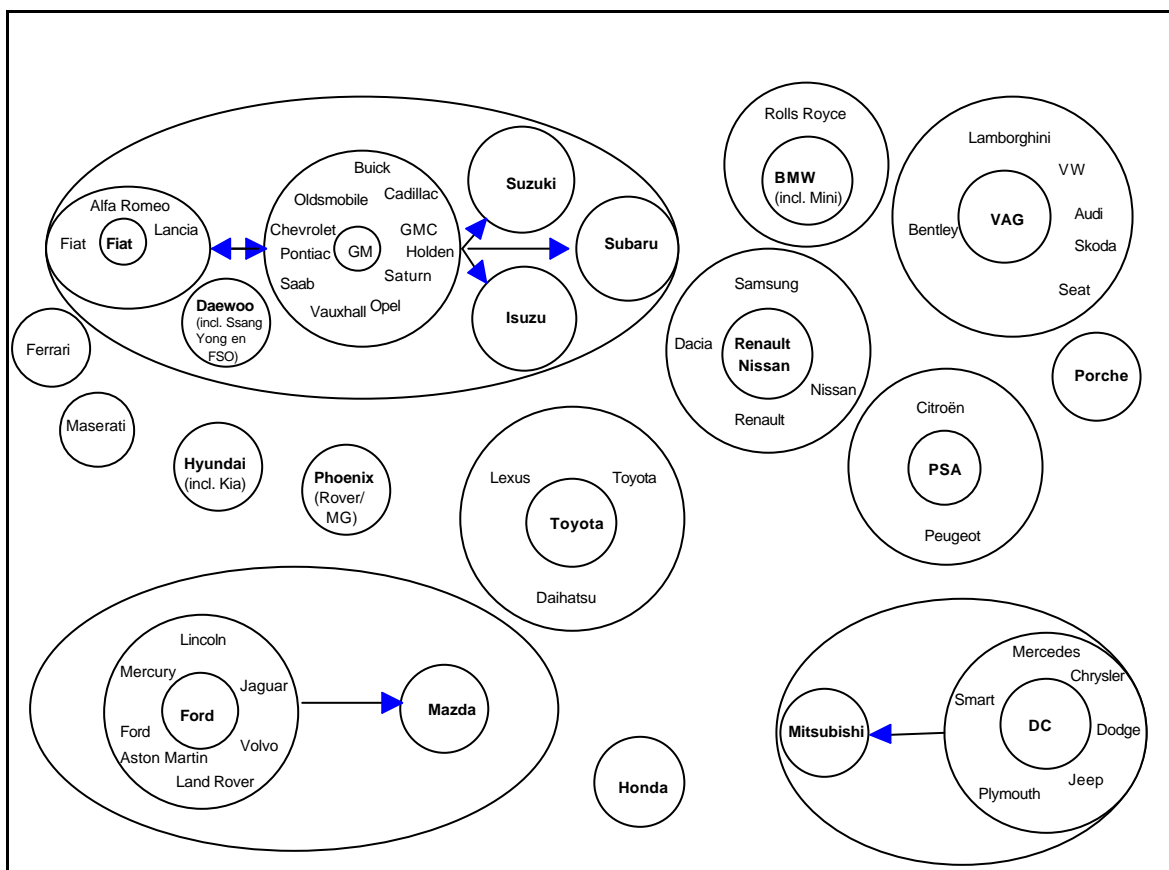 Alfa Romeo
Fiat
Fiat
Lancia
Buick
Oldsmobile
Cadillac
Chevrolet
GMC
Pontiac
GM
Holden
Saab
Saturn
Vauxhall
Opel
Suzuki
Subaru
Isuzu
Daewoo
(incl. Ssang
Yong en
FSO)
Ferrari
Maserati
Hyundai
(incl. Kia)
Phoenix
(Rover/
MG)
Rolls Royce
BMW
(incl. Mini)
Lamborghini
VW
VAG
Audi
Bentley
Skoda
Seat
Samsung
Dacia
Renault
Nissan
Nissan
Renault
Porche
Citroën
PSA
Peugeot
Lexus
Toyota
Toyota
Daihatsu
Lincoln
Mercury
Jaguar
Ford
Ford
Volvo
Aston Martin
Land Rover
Mazda
Honda
Mitsubishi
Mercedes
Chrysler
Smart
DC
Dodge
Jeep
Plymouth